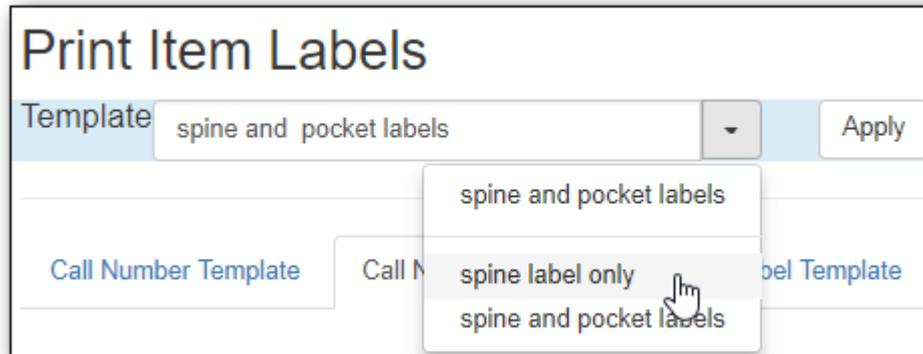 Print Item Labels
Template
spine and  pocket labels
Apply
spine and pocket labels
Call Number Template
Call N
spine label only
bel Template
spine and pocket labels